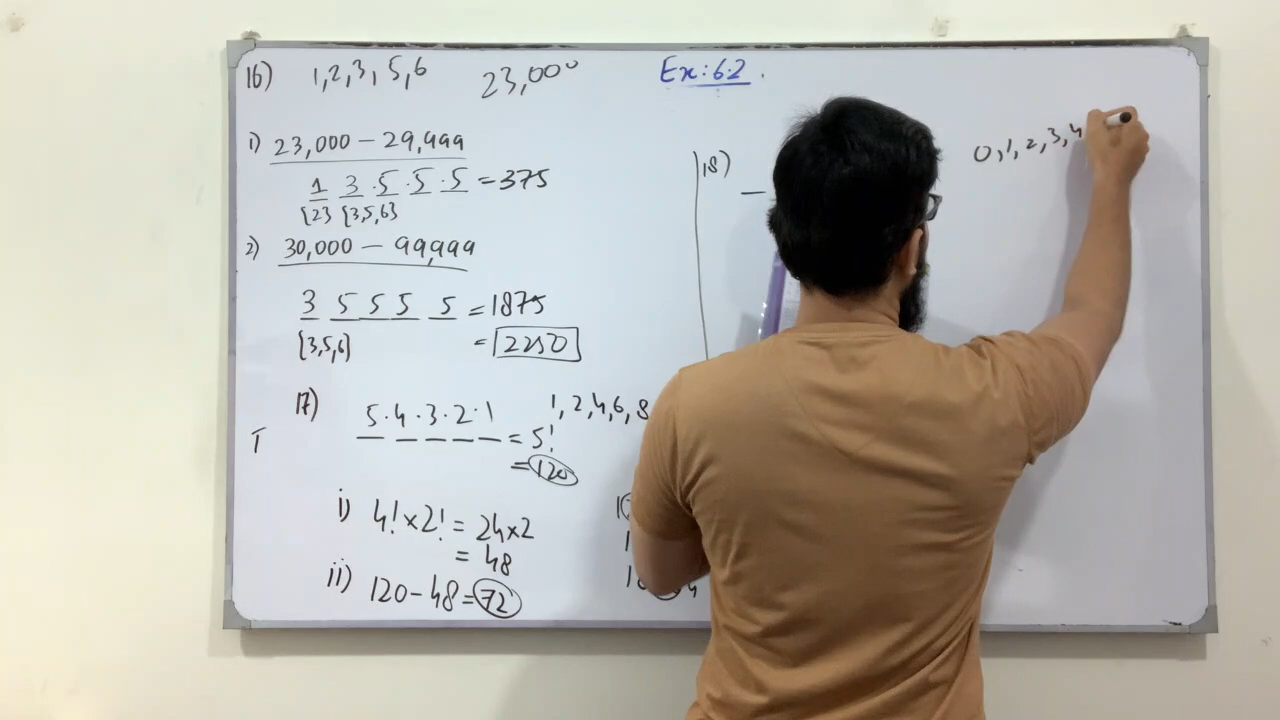 16) 1,2,3,5,6 23,000
Ex:6.2.
1) 23,000 – 29,999
1 3 . 5 . 5 . 5 = 375
{2} {3,5,6}
2) 30,000 – 99,999
3 5 5 5 5 = 1875
{3,5,6} = 2250
17) 5.4.3.2.1 = 5!
1,2,4,6,8
= 120
i) 4! × 2! = 24×2
= 48
ii) 120 – 48 = 72
18)
0,1,2,3,4